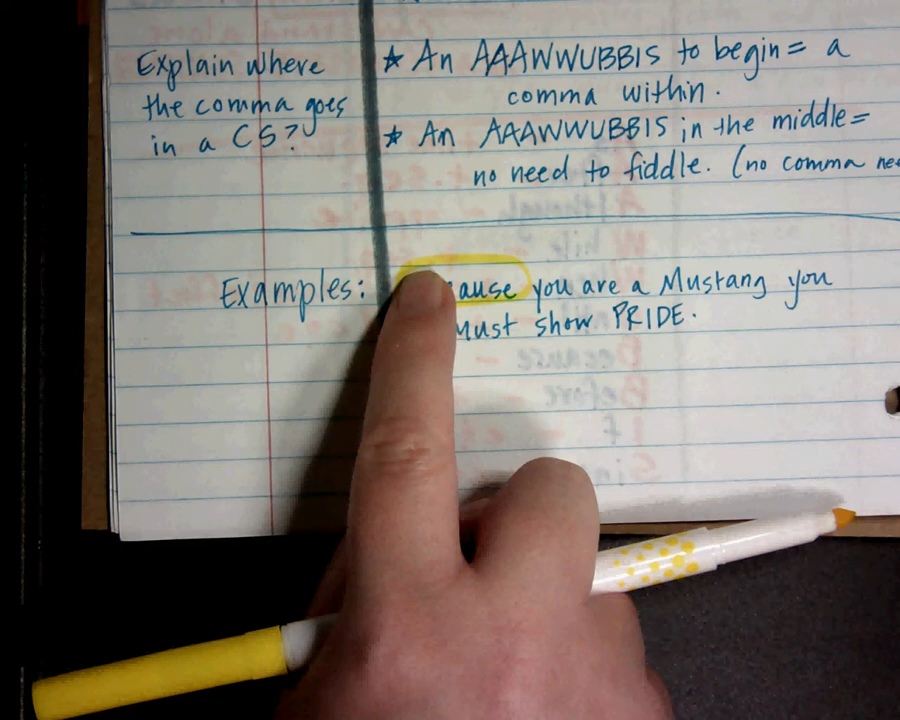 Explain where
the comma goes
in a CS?
* An AAAWWUBBIS to begin = a
comma within.
* An AAAWWUBBIS in the middle =
no need to fiddle. (no comma
Examples: you are a Mustang you
must show PRIDE.